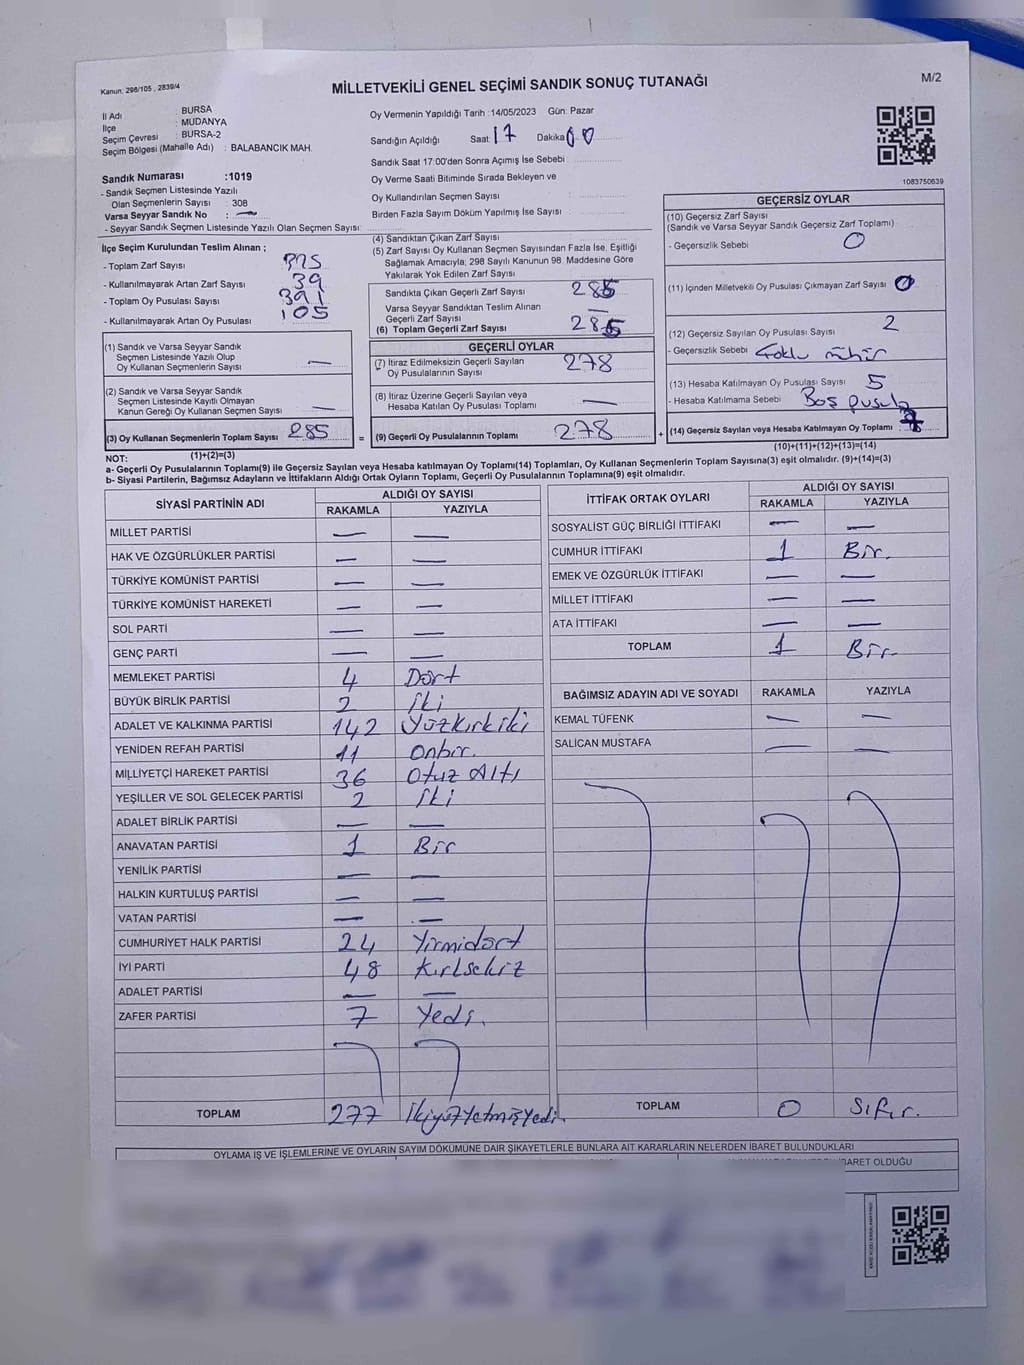 Kanun, 298/105 , 2839/4
MİLLETVEKİLİ GENEL SEÇİMİ SANDIK SONUÇ TUTANAĞI
M/2
İl Adı : BURSA
İlçe : MUDANYA
Seçim Çevresi : BURSA-2
Seçim Bölgesi (Mahalle Adı) : BALABANCIK MAH.
Oy Vermenin Yapıldığı Tarih :14/05/2023 Gün: Pazar
Sandığın Açıldığı Saat 17 Dakika 00
Sandık Saat 17:00'den Sonra Açımış İse Sebebi :
Oy Verme Saati Bitiminde Sırada Bekleyen ve
Oy Kullandırılan Seçmen Sayısı :
Birden Fazla Sayım Döküm Yapılmış İse Sayısı :
1083750639
Sandık Numarası :1019
- Sandık Seçmen Listesinde Yazılı
Olan Seçmenlerin Sayısı : 308
Varsa Seyyar Sandık No : —
- Seyyar Sandık Seçmen Listesinde Yazılı Olan Seçmen Sayısı:
İlçe Seçim Kurulundan Teslim Alınan ;
- Toplam Zarf Sayısı
- Kullanılmayarak Artan Zarf Sayısı 39
- Toplam Oy Pusulası Sayısı 391
- Kullanılmayarak Artan Oy Pusulası 105
(1) Sandık ve Varsa Seyyar Sandık
Seçmen Listesinde Yazılı Olup
Oy Kullanan Seçmenlerin Sayısı —
(2) Sandık ve Varsa Seyyar Sandık
Seçmen Listesinde Kayıtlı Olmayan
Kanun Gereği Oy Kullanan Seçmen Sayısı —
(3) Oy Kullanan Seçmenlerin Toplam Sayısı 285
(1)+(2)=(3)
(4) Sandıktan Çıkan Zarf Sayısı
(5) Zarf Sayısı Oy Kullanan Seçmen Sayısından Fazla İse, Eşitliği
Sağlamak Amacıyla; 298 Sayılı Kanunun 98. Maddesine Göre
Yakılarak Yok Edilen Zarf Sayısı
Sandıkta Çıkan Geçerli Zarf Sayısı 285
Varsa Seyyar Sandıktan Teslim Alınan
Geçerli Zarf Sayısı —
(6) Toplam Geçerli Zarf Sayısı 285
GEÇERLİ OYLAR
(7) İtiraz Edilmeksizin Geçerli Sayılan
Oy Pusulalarının Sayısı 278
(8) İtiraz Üzerine Geçerli Sayılan veya
Hesaba Katılan Oy Pusulası Toplamı —
= (9) Geçerli Oy Pusulalarının Toplamı 278
GEÇERSİZ OYLAR
(10) Geçersiz Zarf Sayısı
(Sandık ve Varsa Seyyar Sandık Geçersiz Zarf Toplamı)
- Geçersizlik Sebebi 0
(11) İçinden Milletvekili Oy Pusulası Çıkmayan Zarf Sayısı 0
(12) Geçersiz Sayılan Oy Pusulası Sayısı 2
- Geçersizlik Sebebi Çoklu mühür
(13) Hesaba Katılmayan Oy Pusulası Sayısı 5
- Hesaba Katılmama Sebebi Boş pusula
+ (14) Geçersiz Sayılan veya Hesaba Katılmayan Oy Toplamı : 7
(10)+(11)+(12)+(13)=(14)
NOT:
a- Geçerli Oy Pusulalarının Toplamı(9) ile Geçersiz Sayılan veya Hesaba katılmayan Oy Toplamı(14) Toplamları, Oy Kullanan Seçmenlerin Toplam Sayısına(3) eşit olmalıdır. (9)+(14)=(3)
b- Siyasi Partilerin, Bağımsız Adayların ve İttifakların Aldığı Ortak Oyların Toplamı, Geçerli Oy Pusulalarının Toplamına(9) eşit olmalıdır.
SİYASİ PARTİNİN ADI ALDIĞI OY SAYISI
RAKAMLA YAZIYLA
MİLLET PARTİSİ — —
HAK VE ÖZGÜRLÜKLER PARTİSİ — —
TÜRKİYE KOMÜNİST PARTİSİ — —
TÜRKİYE KOMÜNİST HAREKETİ — —
SOL PARTİ — —
GENÇ PARTİ — —
MEMLEKET PARTİSİ 4 Dört
BÜYÜK BİRLİK PARTİSİ 2 İki
ADALET VE KALKINMA PARTİSİ 142 Yüzkırkiki
YENİDEN REFAH PARTİSİ 11 Onbir.
MİLLİYETÇİ HAREKET PARTİSİ 36 Otuz Altı
YEŞİLLER VE SOL GELECEK PARTİSİ 2 İki
ADALET BİRLİK PARTİSİ — —
ANAVATAN PARTİSİ 1 Bir
YENİLİK PARTİSİ — —
HALKIN KURTULUŞ PARTİSİ — —
VATAN PARTİSİ — —
CUMHURİYET HALK PARTİSİ 24 Yirmidört
İYİ PARTİ 48 Kırksekiz
ADALET PARTİSİ — —
ZAFER PARTİSİ 7 Yedi.
TOPLAM 277 İkiyüzYetmişYedi.
İTTİFAK ORTAK OYLARI ALDIĞI OY SAYISI
RAKAMLA YAZIYLA
SOSYALİST GÜÇ BİRLİĞİ İTTİFAKI — —
CUMHUR İTTİFAKI 1 Bir.
EMEK VE ÖZGÜRLÜK İTTİFAKI — —
MİLLET İTTİFAKI — —
ATA İTTİFAKI — —
TOPLAM 1 Bir.
BAĞIMSIZ ADAYIN ADI VE SOYADI RAKAMLA YAZIYLA
KEMAL TÜFENK — —
SALİCAN MUSTAFA — —
TOPLAM 0 Sıfır.
OYLAMA İŞ VE İŞLEMLERİNE VE OYLARIN SAYIM DÖKÜMÜNE DAİR ŞİKAYETLERLE BUNLARA AİT KARARLARIN NELERDEN İBARET BULUNDUKLARI
İBARET OLDUĞU